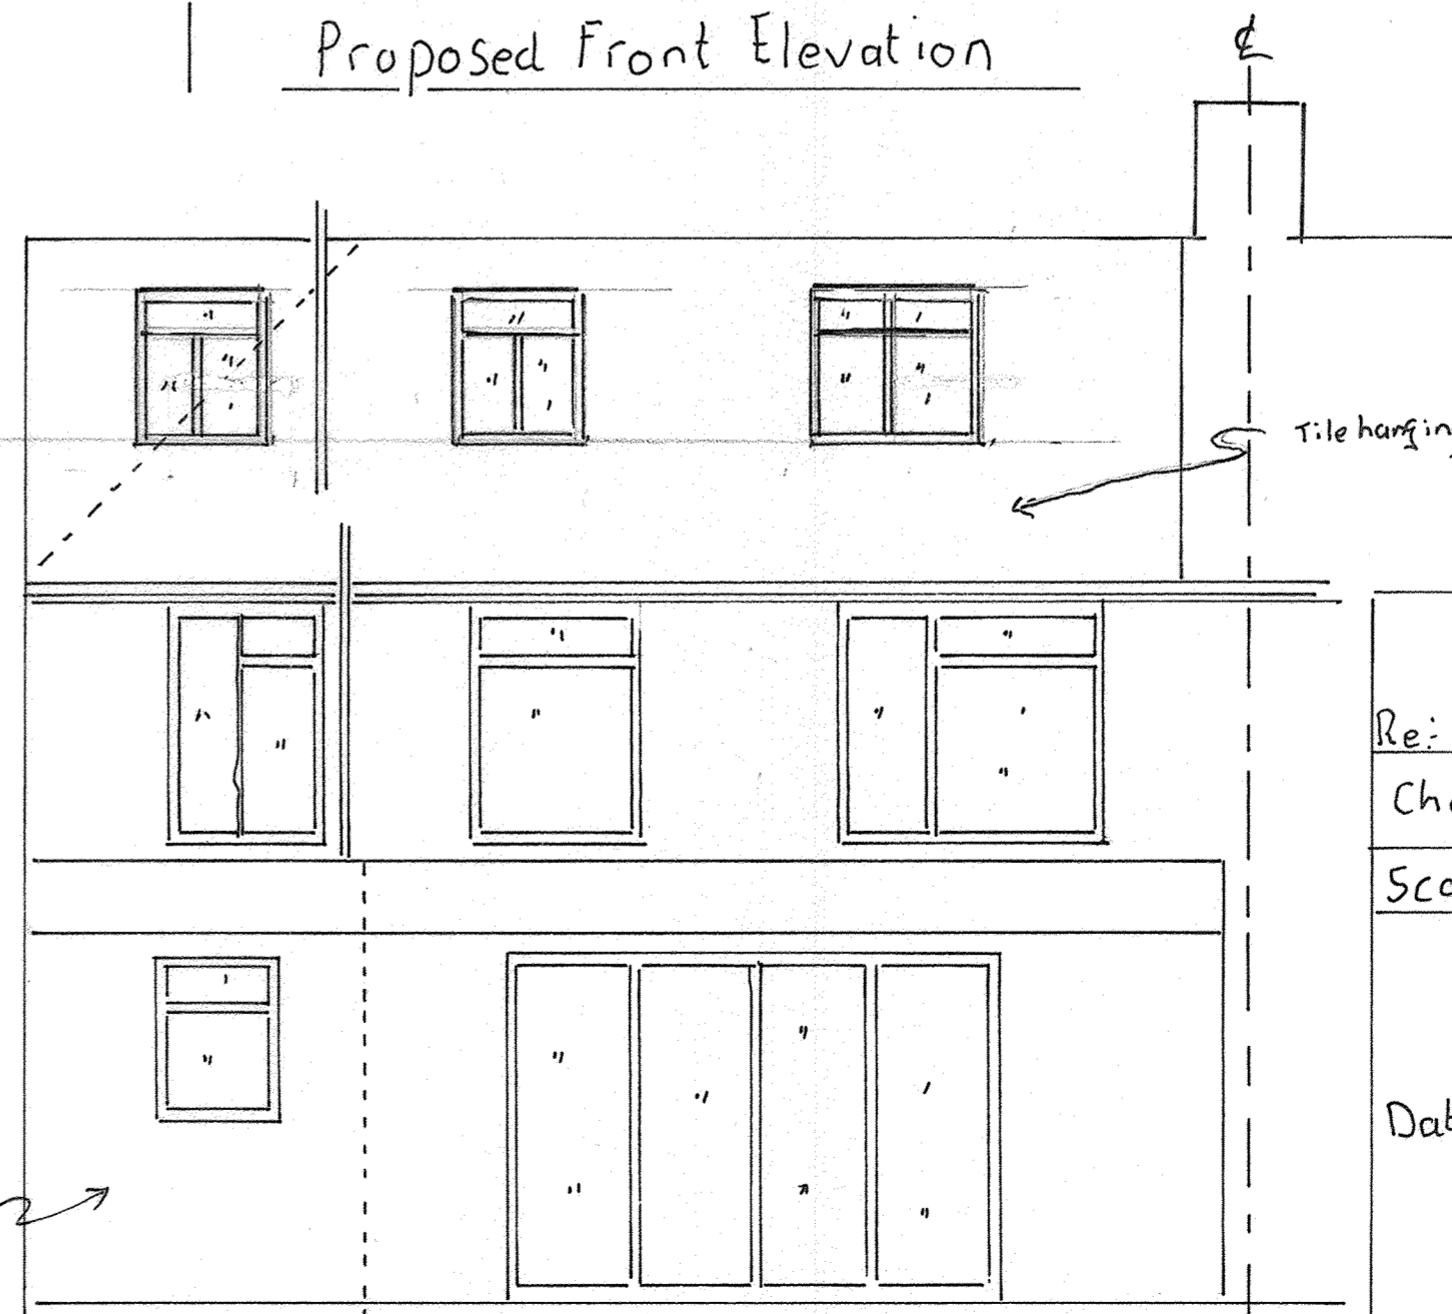 Proposed Front Elevation
℄
Tile hangin
Re:-
Ch
Sca
Dat